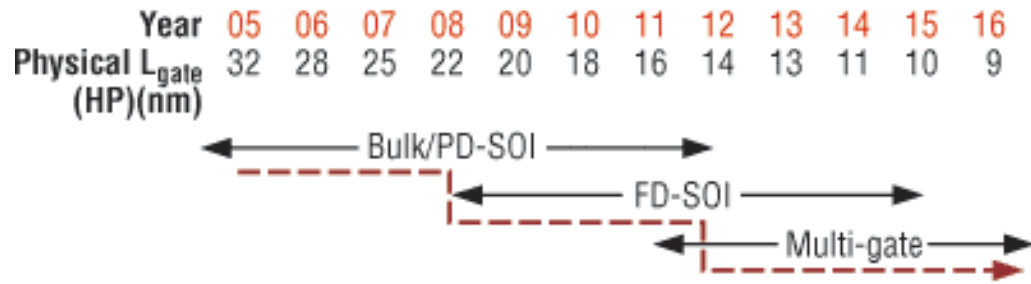 Year 05 06 07 08 09 10 11 12 13 14 15 16
Physical Lgate 32 28 25 22 20 18 16 14 13 11 10 9
(HP)(nm)
Bulk/PD-SOI
FD-SOI
Multi-gate